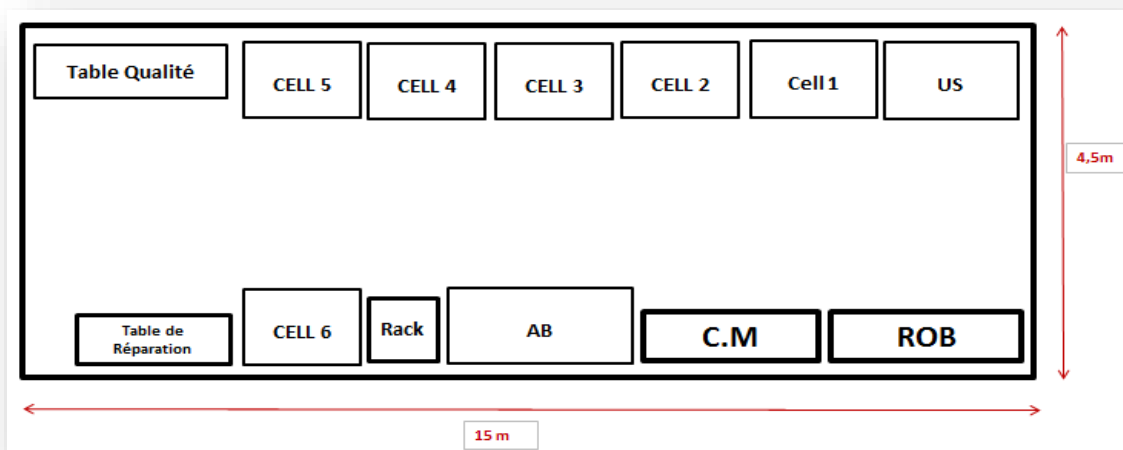 Table Qualité
CELL 5
CELL 4
CELL 3
CELL 2
Cell 1
US
4,5m
Table de
Réparation
CELL 6
Rack
AB
C.M
ROB
15 m